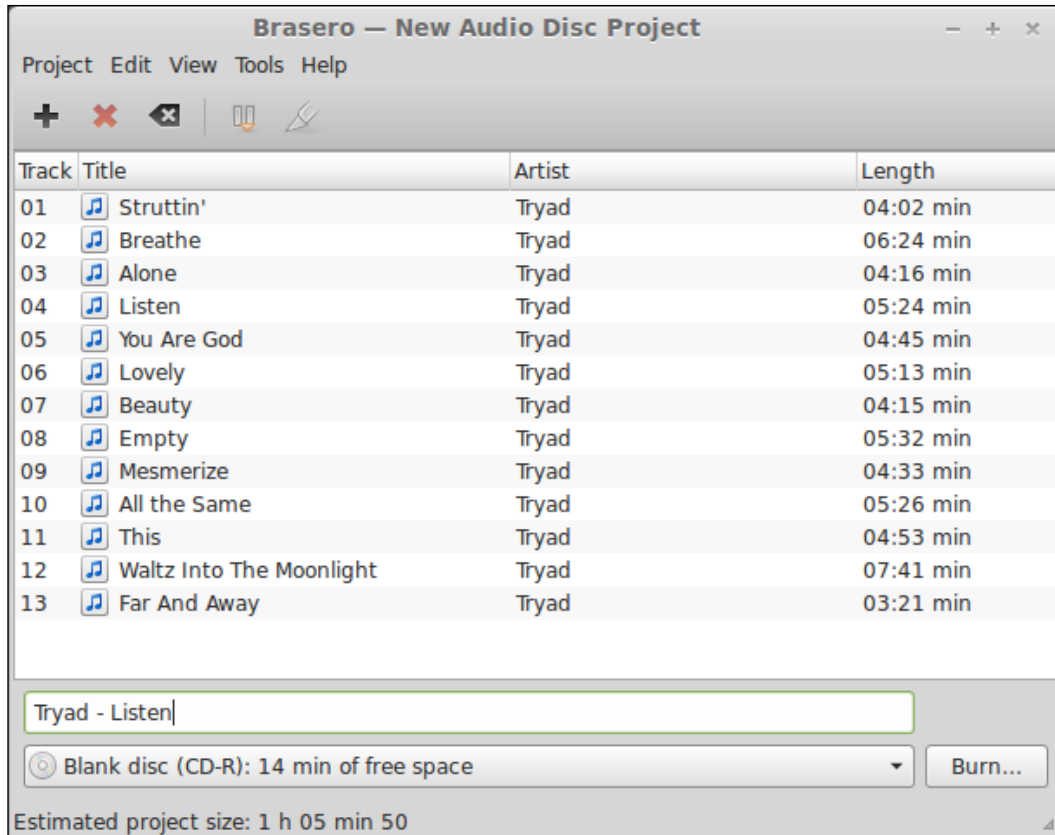 Brasero — New Audio Disc Project
Project Edit View Tools Help
Track Title Artist Length
01 Struttin' Tryad 04:02 min
02 Breathe Tryad 06:24 min
03 Alone Tryad 04:16 min
04 Listen Tryad 05:24 min
05 You Are God Tryad 04:45 min
06 Lovely Tryad 05:13 min
07 Beauty Tryad 04:15 min
08 Empty Tryad 05:32 min
09 Mesmerize Tryad 04:33 min
10 All the Same Tryad 05:26 min
11 This Tryad 04:53 min
12 Waltz Into The Moonlight Tryad 07:41 min
13 Far And Away Tryad 03:21 min
Tryad - Listen
Blank disc (CD-R): 14 min of free space Burn...
Estimated project size: 1 h 05 min 50